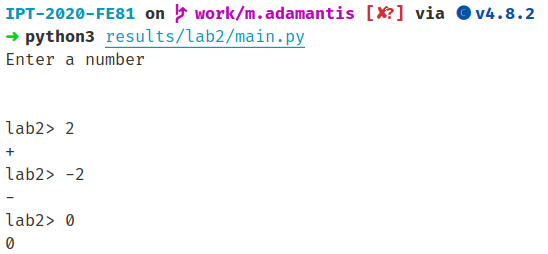 IPT-2020-FE81 on work/m.adamantis [✘?] via C v4.8.2
➜ python3 results/lab2/main.py
Enter a number
lab2> 2
+
lab2> -2
-
lab2> 0
0